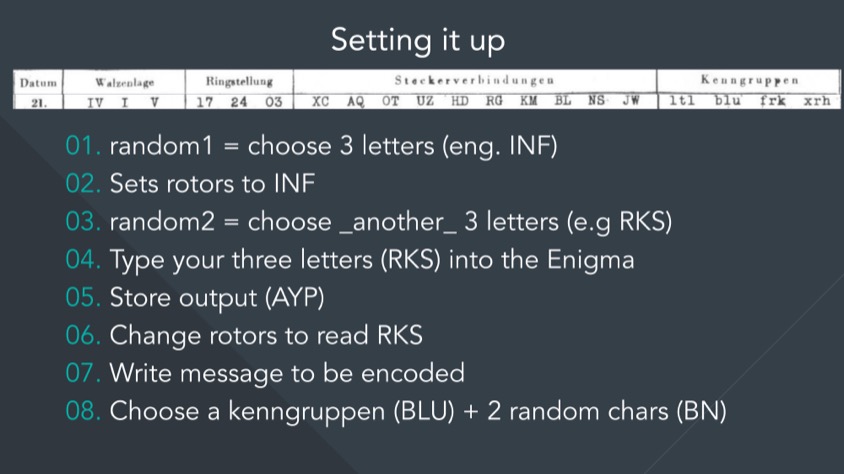 Setting it up
Datum Walzenlage Ringstellung Steckerverbindungen Kenngruppen
21. IV I V 17 24 03 XC AQ OT UZ HD RG KM BL NS JW ltl blu frk xrh
01. random1 = choose 3 letters (eng. INF)
02. Sets rotors to INF
03. random2 = choose _another_ 3 letters (e.g RKS)
04. Type your three letters (RKS) into the Enigma
05. Store output (AYP)
06. Change rotors to read RKS
07. Write message to be encoded
08. Choose a kenngruppen (BLU) + 2 random chars (BN)